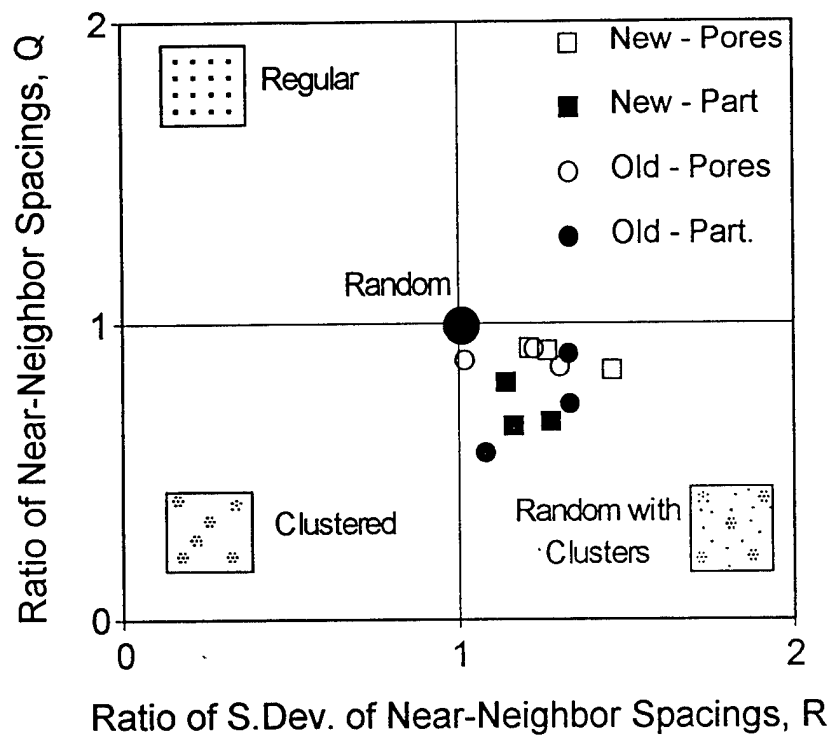 2
Regular
New - Pores
New - Part
Old - Pores
Old - Part.
Random
1
Clustered
Random with
Clusters
0
0
1
2
Ratio of Near-Neighbor Spacings, Q
Ratio of S.Dev. of Near-Neighbor Spacings, R